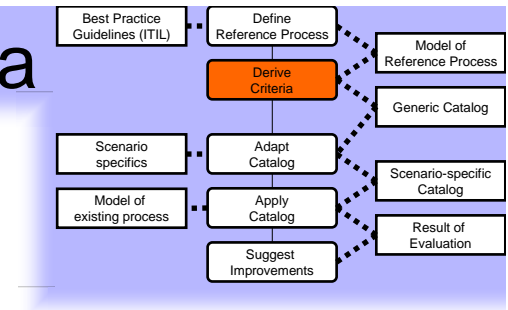 a
Best Practice
Guidelines (ITIL)
Define
Reference Process
Model of
Reference Process
Derive
Criteria
Generic Catalog
Scenario
specifics
Adapt
Catalog
Scenario-specific
Catalog
Model of
existing process
Apply
Catalog
Result of
Evaluation
Suggest
Improvements